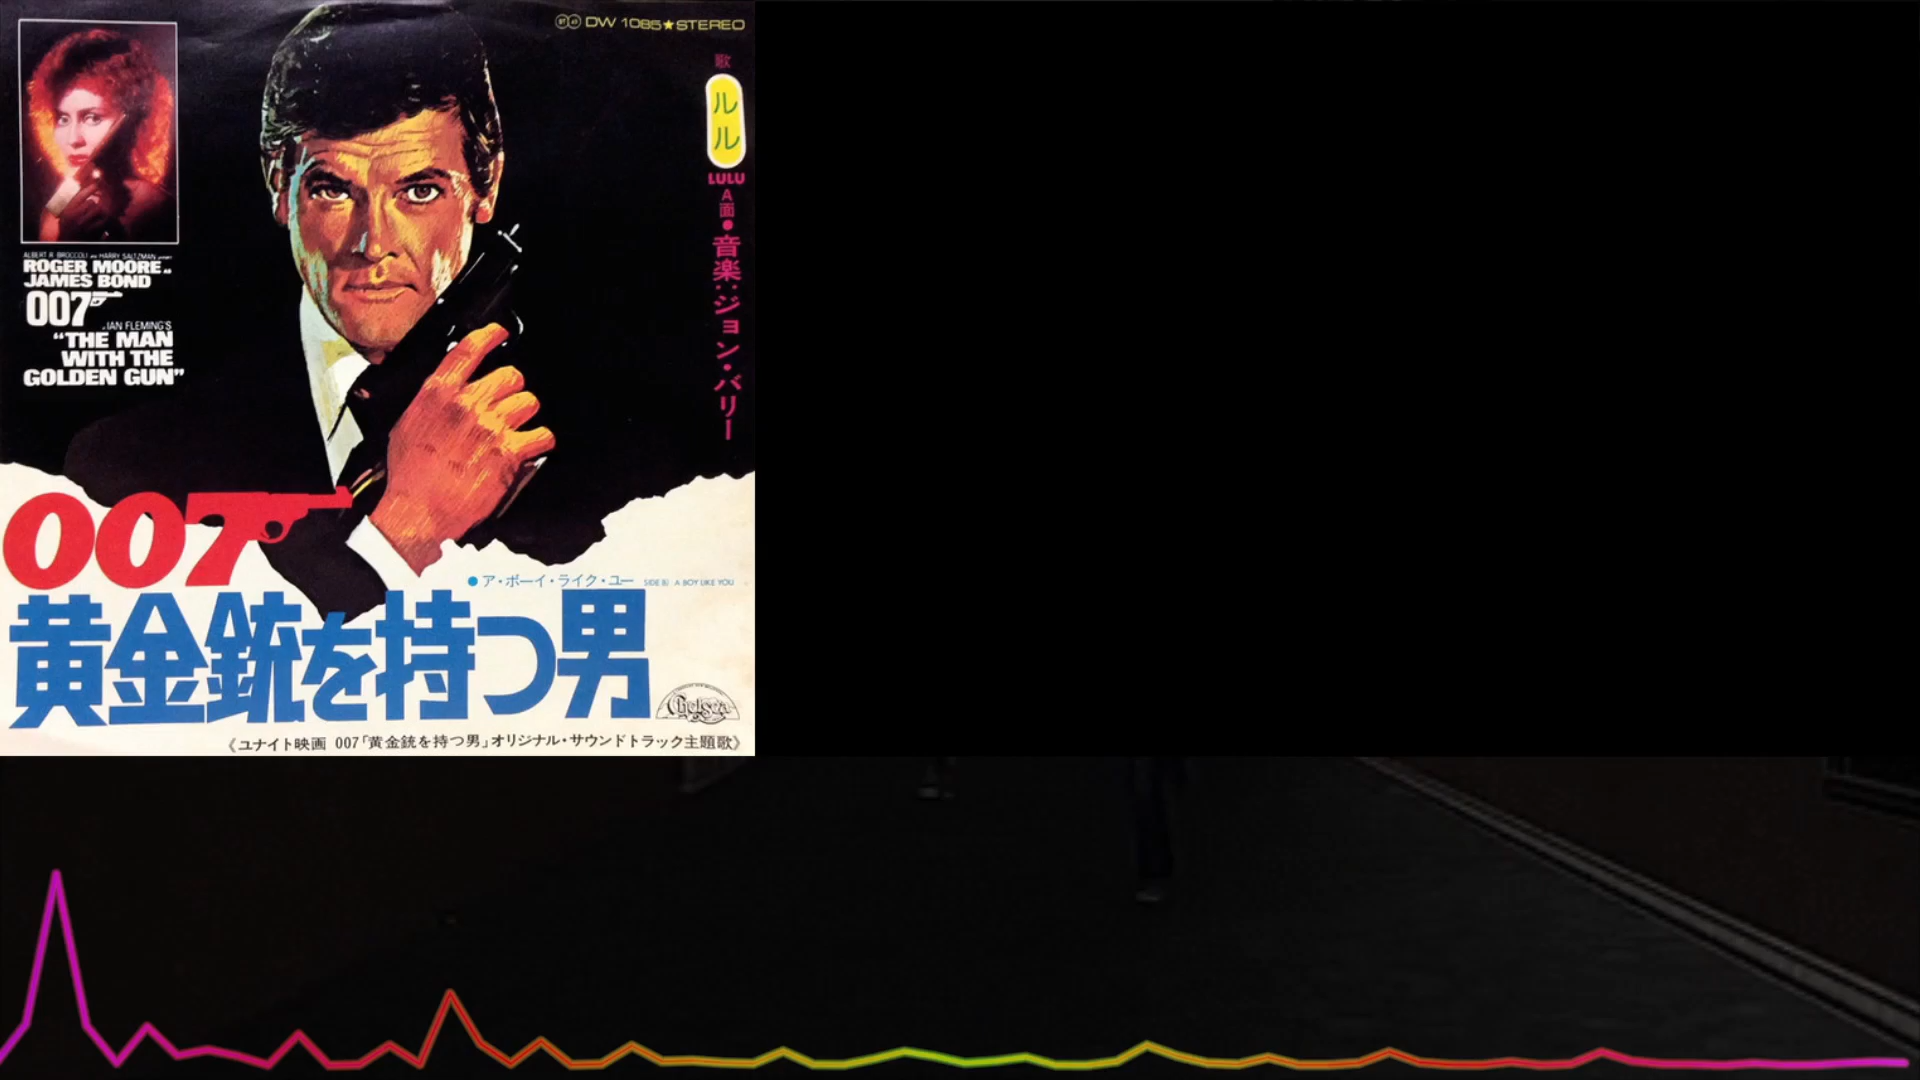 DW 1085★STEREO
歌
ルル
LULU
A面●音楽:ジョン・バリー
ALBERT R. BROCCOLI AND HARRY SALTZMAN
ROGER MOORE AS
JAMES BOND
007
IAN FLEMING'S
“THE MAN
WITH THE
GOLDEN GUN”
007
●ア・ボーイ・ライク・ユー SIDE B) A BOY LIKE YOU
黄金銃を持つ男
Chelsea
《ユナイト映画 007「黄金銃を持つ男」オリジナル・サウンドトラック主題歌》